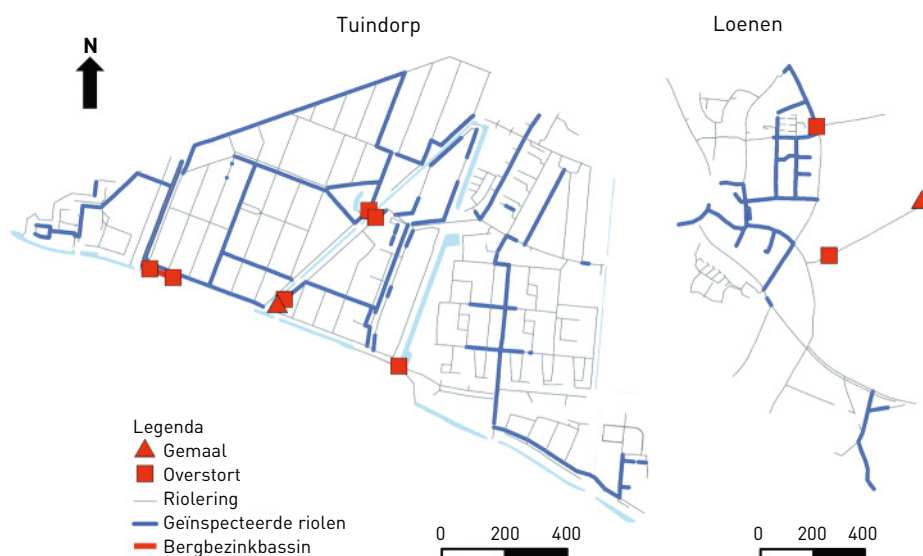 Tuindorp
Loenen
N
Legenda
Gemaal
Overstort
Riolering
Geïnspecteerde riolen
Bergbezinkbassin
0 200 400
0 200 400